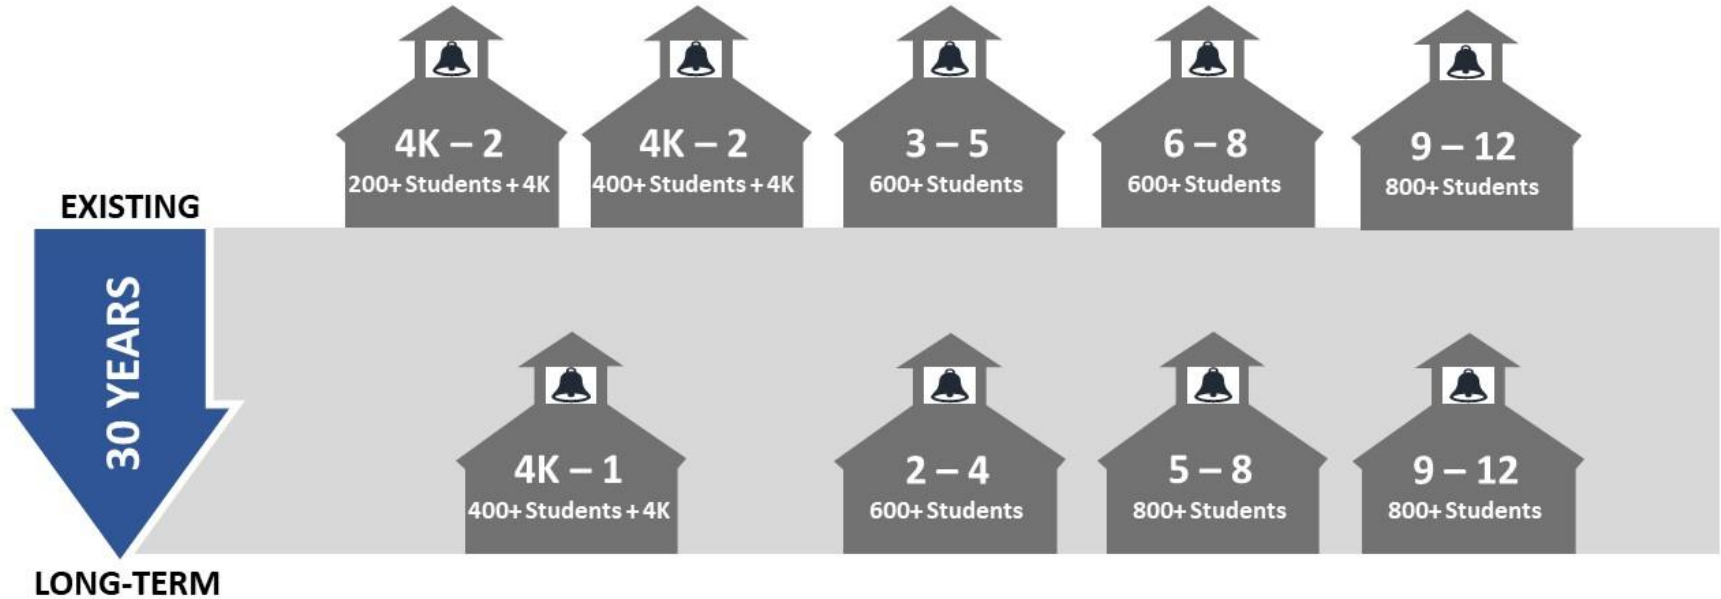 4K – 2
200+ Students + 4K
4K – 2
400+ Students + 4K
3 – 5
600+ Students
6 – 8
600+ Students
9 – 12
800+ Students
EXISTING
30 YEARS
4K – 1
400+ Students + 4K
2 – 4
600+ Students
5 – 8
800+ Students
9 – 12
800+ Students
LONG-TERM